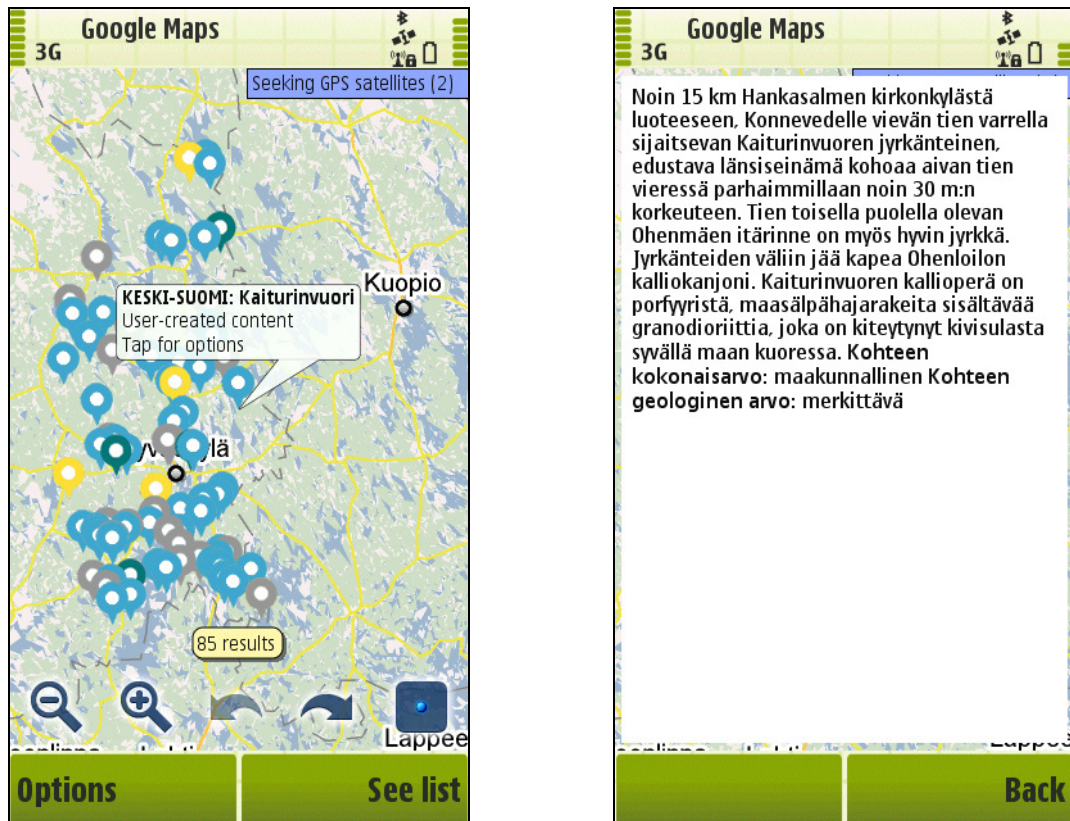 Google Maps
3G
Seeking GPS satellites (2)
Kuopio
KESKI-SUOMI: Kaiturinvuori
User-created content
Tap for options
85 results
Lappee
Options
See list
Google Maps
3G
Noin 15 km Hankasalmen kirkonkylästä
luoteeseen, Konnevedelle vievän tien varrella
sijaitsevan Kaiturinvuoren jyrkänteinen,
edustava länsiseinämä kohoaa aivan tien
vieressä parhaimmillaan noin 30 m:n
korkeuteen. Tien toisella puolella olevan
Ohenmäen itärinne on myös hyvin jyrkkä.
Jyrkänteiden väliin jää kapea Ohenloilon
kalliokanjoni. Kaiturinvuoren kallioperä on
porfyyristä, maasälpähajarakeita sisältävää
granodioriittia, joka on kiteytynyt kivisulasta
syvällä maan kuoressa. Kohteen
kokonaisarvo: maakunnallinen Kohteen
geologinen arvo: merkittävä
Back